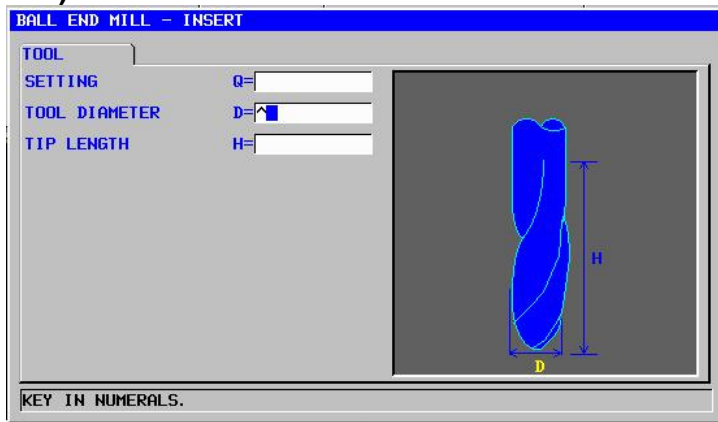 BALL END MILL - INSERT
TOOL
SETTING Q=
TOOL DIAMETER D=^
TIP LENGTH H=
H
D
KEY IN NUMERALS.